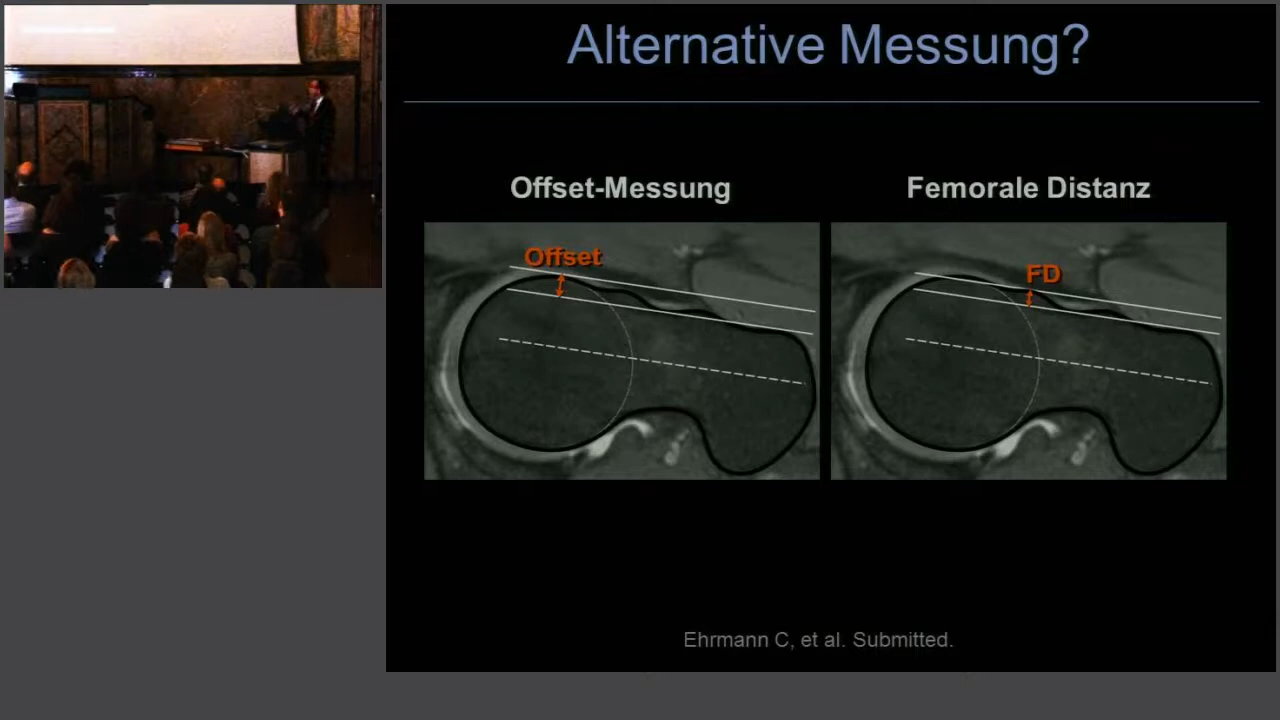 Alternative Messung?
Offset-Messung
Femorale Distanz
Offset
FD
Ehrmann C, et al. Submitted.